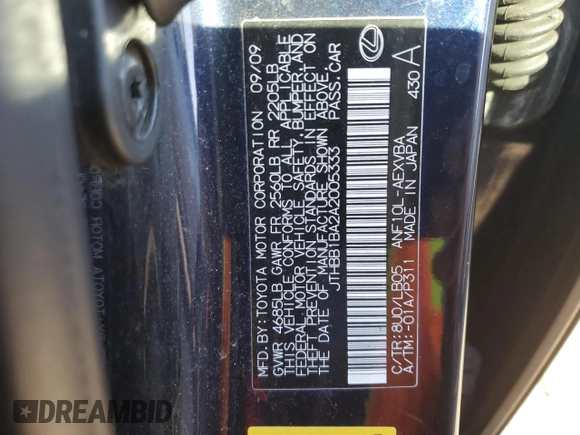 MFD.BY:TOYOTA MOTOR CORPORATION 09/09
GVWR 4685LB GAWR FR 2560LB RR 2205LB
THIS VEHICLE CONFORMS TO ALL APPLICABLE
FEDERAL MOTOR VEHICLE SAFETY,BUMPER,AND
THEFT PREVENTION STANDARDS IN EFFECT ON
THE DATE OF MANUFACTURE SHOWN ABOVE.
JTHBB1BA2A2005333 PASS.CAR
C/TR:8U0/LB05 ANF10L-AEXVBA
A/TM:-01A/P311 MADE IN JAPAN
430 A
DREAMBID